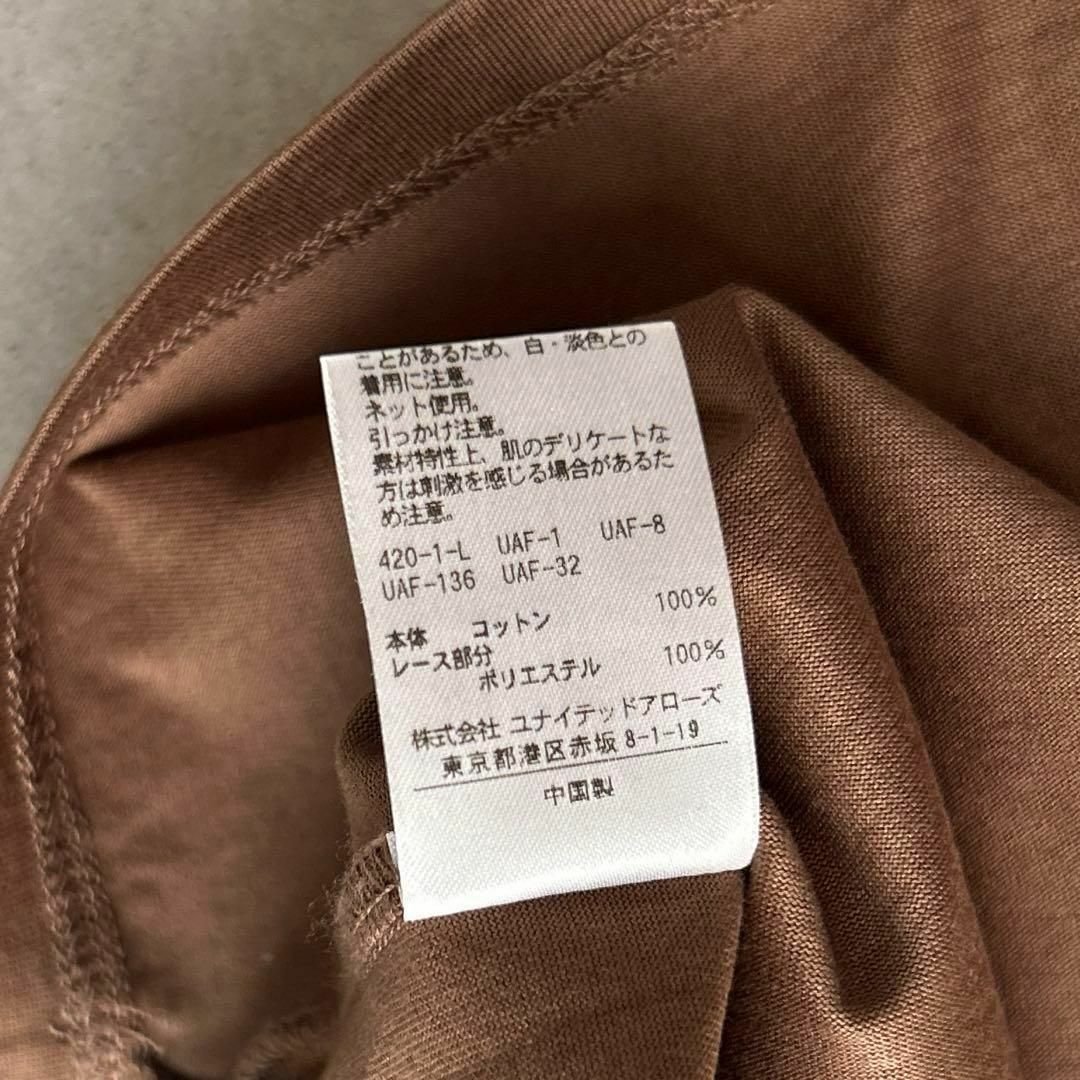 ことがあるため、白・淡色との
着用に注意。
ネット使用。
引っかけ注意。
素材特性上、肌のデリケートな
方は刺激を感じる場合があるた
め注意。
420-1-L UAF-1 UAF-8
UAF-136 UAF-32
本体 コットン 100%
レース部分
ポリエステル 100%
株式会社 ユナイテッドアローズ
東京都港区赤坂 8-1-19
中国製